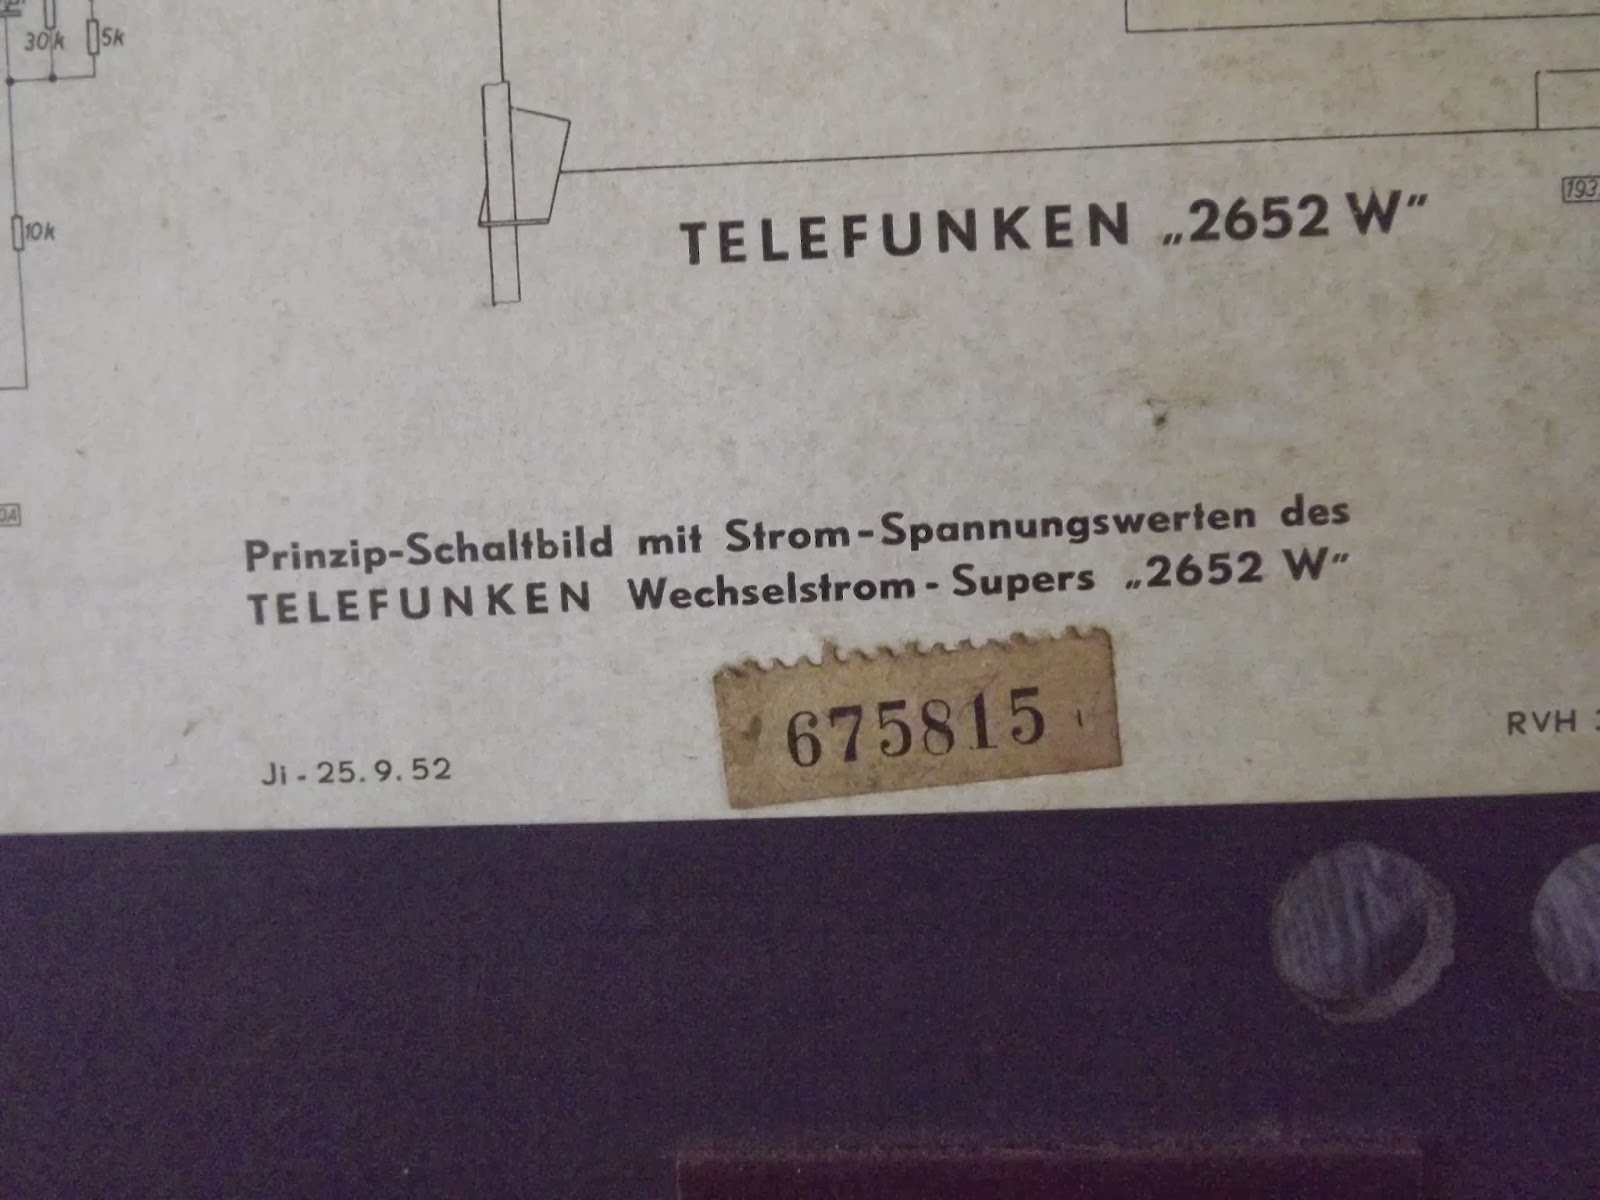 30k
5k
10k
TELEFUNKEN „2652 W“
Prinzip-Schaltbild mit Strom-Spannungswerten des
TELEFUNKEN Wechselstrom-Supers „2652 W“
675815
Ji - 25.9.52
RVH